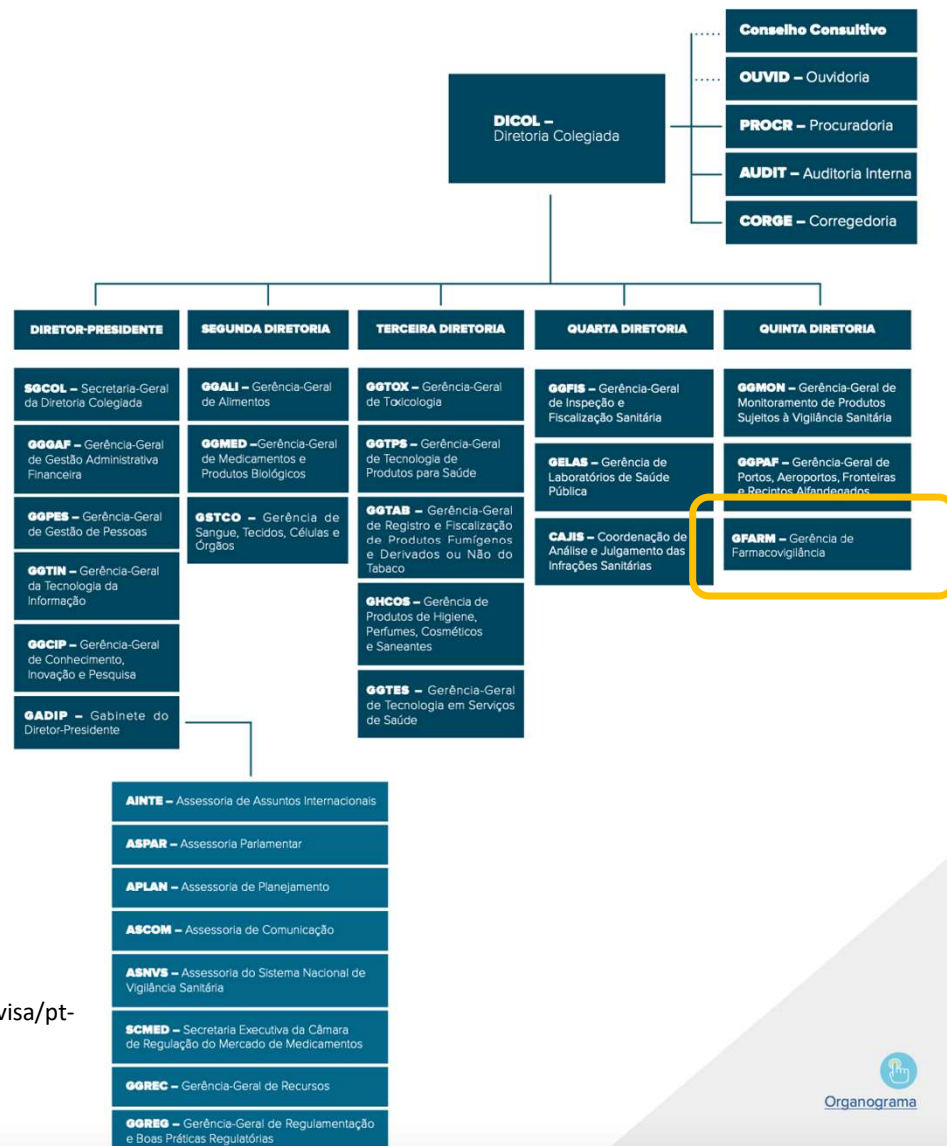 Conselho Consultivo
OUVID – Ouvidoria
DICOL –
Diretoria Colegiada
PROCR – Procuradoria
AUDIT – Auditoria Interna
CORGE – Corregedoria
DIRETOR-PRESIDENTE
SEGUNDA DIRETORIA
TERCEIRA DIRETORIA
QUARTA DIRETORIA
QUINTA DIRETORIA
SGCOL – Secretaria-Geral
da Diretoria Colegiada
GGGAF – Gerência-Geral
de Gestão Administrativa
Financeira
GGPES – Gerência-Geral
de Gestão de Pessoas
GGTIN – Gerência-Geral
da Tecnologia da
Informação
GGCIP – Gerência-Geral
de Conhecimento,
Inovação e Pesquisa
GADIP – Gabinete do
Diretor-Presidente
GGALI – Gerência-Geral
de Alimentos
GGMED –Gerência-Geral
de Medicamentos e
Produtos Biológicos
GSTCO – Gerência de
Sangue, Tecidos, Células e
Órgãos
GGTOX – Gerência-Geral
de Toxicologia
GGTPS – Gerência-Geral
de Tecnologia de
Produtos para Saúde
GGTAB – Gerência-Geral
de Registro e Fiscalização
de Produtos Fumígenos
e Derivados ou Não do
Tabaco
GHCOS – Gerência de
Produtos de Higiene,
Perfumes, Cosméticos
e Saneantes
GGTES – Gerência-Geral
de Tecnologia em Serviços
de Saúde
GGFIS – Gerência-Geral
de Inspeção e
Fiscalização Sanitária
GELAS – Gerência de
Laboratórios de Saúde
Pública
CAJIS – Coordenação de
Análise e Julgamento das
Infrações Sanitárias
GGMON – Gerência-Geral de
Monitoramento de Produtos
Sujeitos à Vigilância Sanitária
GGPAF – Gerência-Geral de
Portos, Aeroportos, Fronteiras
e Recintos Alfandegados
GFARM – Gerência de
Farmacovigilância
AINTE – Assessoria de Assuntos Internacionais
ASPAR – Assessoria Parlamentar
APLAN – Assessoria de Planejamento
ASCOM – Assessoria de Comunicação
ASNVS – Assessoria do Sistema Nacional de
Vigilância Sanitária
SCMED – Secretaria Executiva da Câmara
de Regulação do Mercado de Medicamentos
GGREC – Gerência-Geral de Recursos
GGREG – Gerência-Geral de Regulamentação
e Boas Práticas Regulatórias
visa/pt-
Organograma